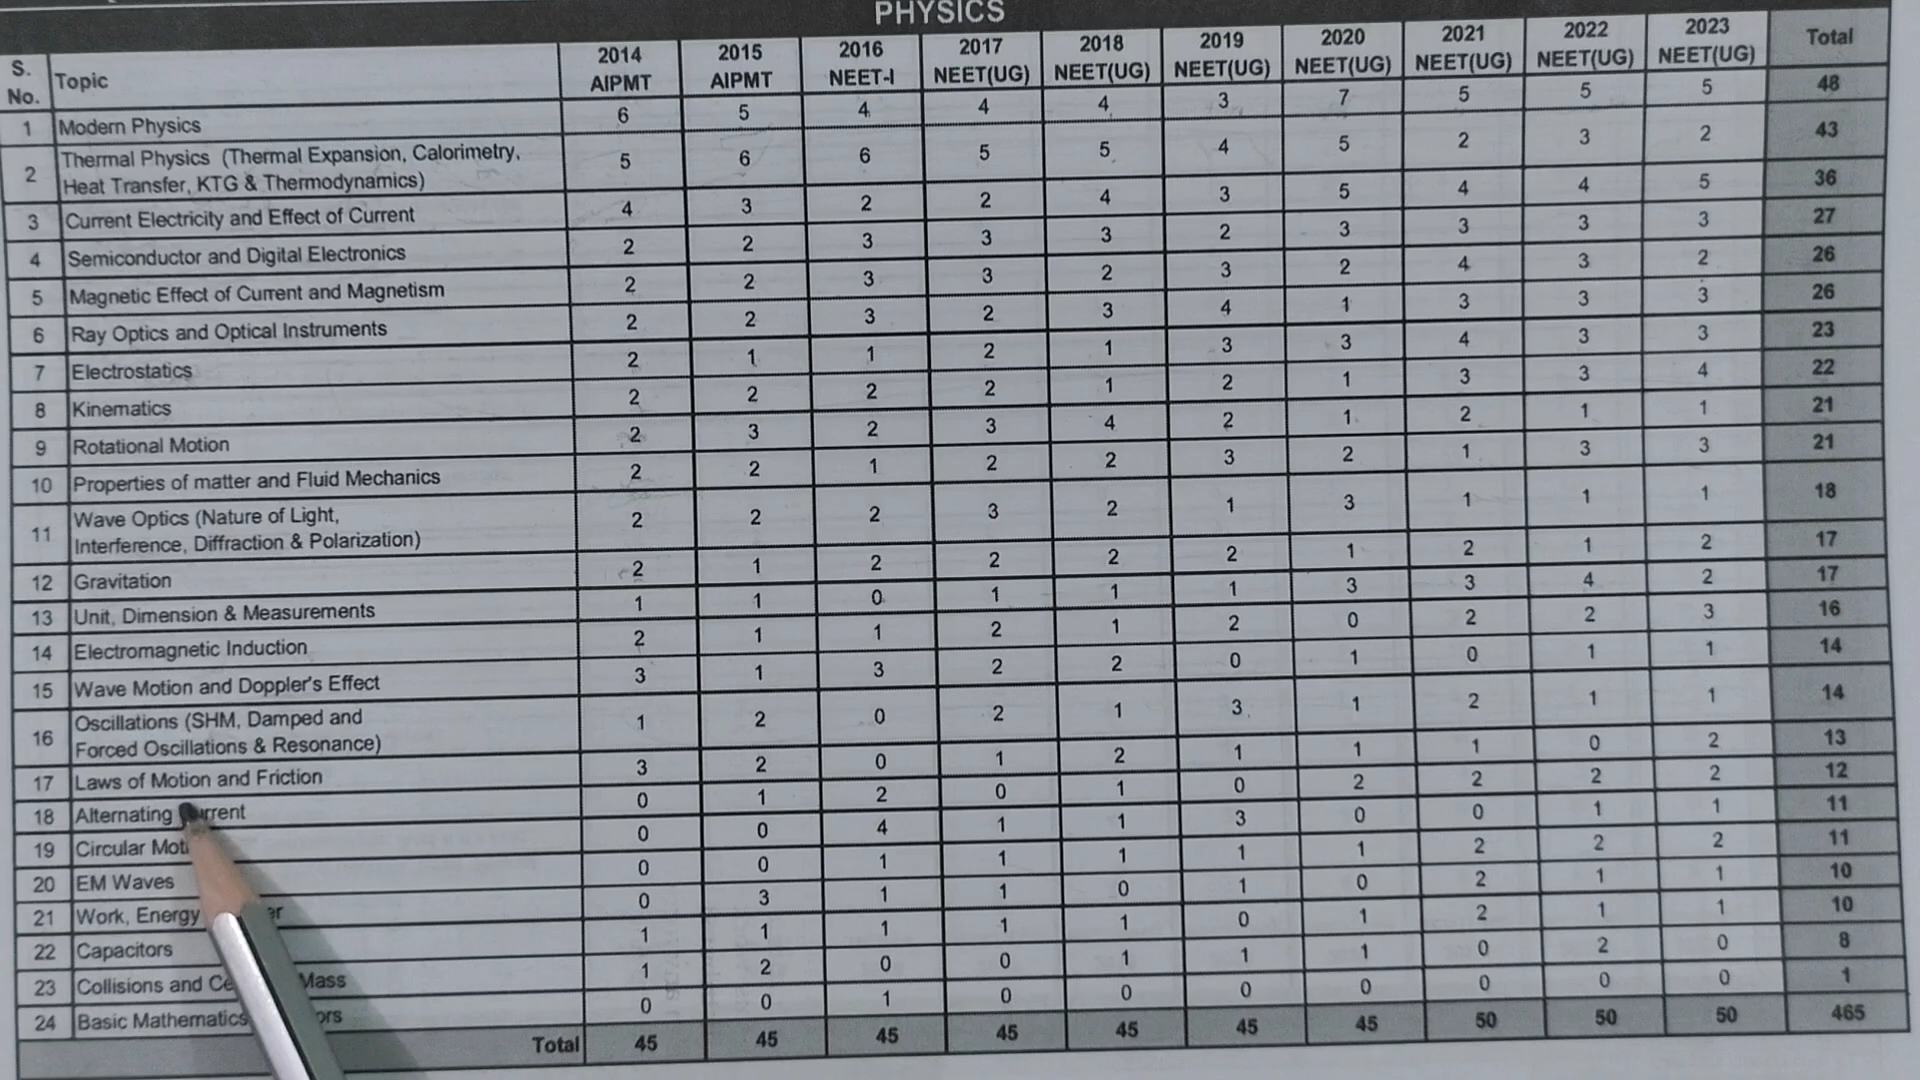 PHYSICS
S. No. Topic 2014 AIPMT 2015 AIPMT 2016 NEET-I 2017 NEET(UG) 2018 NEET(UG) 2019 NEET(UG) 2020 NEET(UG) 2021 NEET(UG) 2022 NEET(UG) 2023 NEET(UG) Total
1 Modern Physics 6 5 4 4 4 3 7 5 5 5 48
2 Thermal Physics (Thermal Expansion, Calorimetry,
Heat Transfer, KTG & Thermodynamics) 5 6 6 5 5 4 5 2 3 2 43
3 Current Electricity and Effect of Current 4 3 2 2 4 3 5 4 4 5 36
4 Semiconductor and Digital Electronics 2 2 3 3 3 2 3 3 3 3 27
5 Magnetic Effect of Current and Magnetism 2 2 3 3 2 3 2 4 3 2 26
6 Ray Optics and Optical Instruments 2 2 3 2 3 4 1 3 3 3 26
7 Electrostatics 2 1 1 2 1 3 3 4 3 3 23
8 Kinematics 2 2 2 2 1 2 1 3 3 4 22
9 Rotational Motion 2 3 2 3 4 2 1 2 1 1 21
10 Properties of matter and Fluid Mechanics 2 2 1 2 2 3 2 1 3 3 21
11 Wave Optics (Nature of Light,
Interference, Diffraction & Polarization) 2 2 2 3 2 1 3 1 1 1 18
12 Gravitation 2 1 2 2 2 2 1 2 1 2 17
13 Unit, Dimension & Measurements 1 1 0 1 1 1 3 3 4 2 17
14 Electromagnetic Induction 2 1 1 2 1 2 0 2 2 3 16
15 Wave Motion and Doppler's Effect 3 1 3 2 2 0 1 0 1 1 14
16 Oscillations (SHM, Damped and
Forced Oscillations & Resonance) 1 2 0 2 1 3 1 2 1 1 14
17 Laws of Motion and Friction 3 2 0 1 2 1 1 1 0 2 13
18 Alternating 0 1 2 0 1 0 2 2 2 2 12
19 Circular 0 0 4 1 1 3 0 0 1 1 11
20 EM Waves 0 0 1 1 1 1 1 2 2 2 11
21 Work, Energy 0 3 1 1 0 1 0 2 1 1 10
22 Capacitors 1 1 1 1 1 0 1 2 1 1 10
23 Collisions and Mass 1 2 0 0 1 1 1 0 2 0 8
24 Basic Mathematics 0 0 1 0 0 0 0 0 0 0 1
Total 45 45 45 45 45 45 45 50 50 50 465